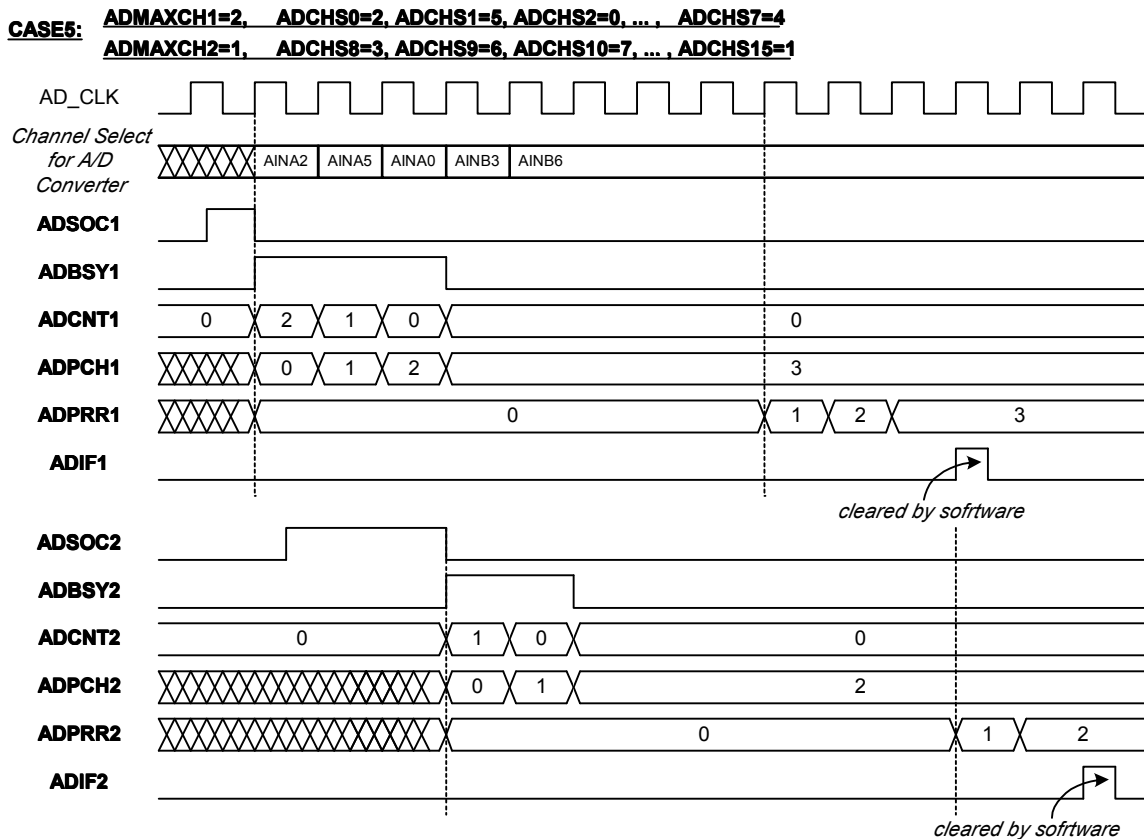 CASE5: ADMAXCH1=2, ADCHS0=2, ADCHS1=5, ADCHS2=0, ... , ADCHS7=4
ADMAXCH2=1, ADCHS8=3, ADCHS9=6, ADCHS10=7, ... , ADCHS15=1
AD_CLK
Channel Select
for A/D
Converter
AINA2 AINA5 AINA0 AINB3 AINB6
ADSOC1
ADBSY1
ADCNT1 0 2 1 0 0
ADPCH1 0 1 2 3
ADPRR1 0 1 2 3
ADIF1
cleared by sofrtware
ADSOC2
ADBSY2
ADCNT2 0 1 0 0
ADPCH2 0 1 2
ADPRR2 0 1 2
ADIF2
cleared by sofrtware